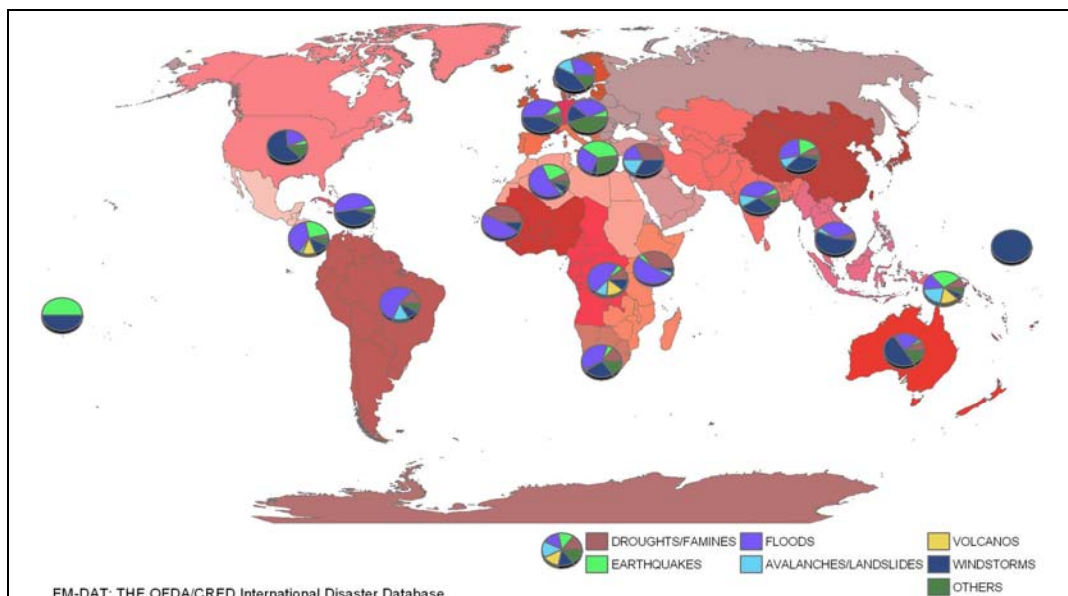 DROUGHTS/FAMINES
FLOODS
VOLCANOS
EARTHQUAKES
AVALANCHES/LANDSLIDES
WINDSTORMS
OTHERS
EM-DAT: THE OFDA/CRED International Disaster Database